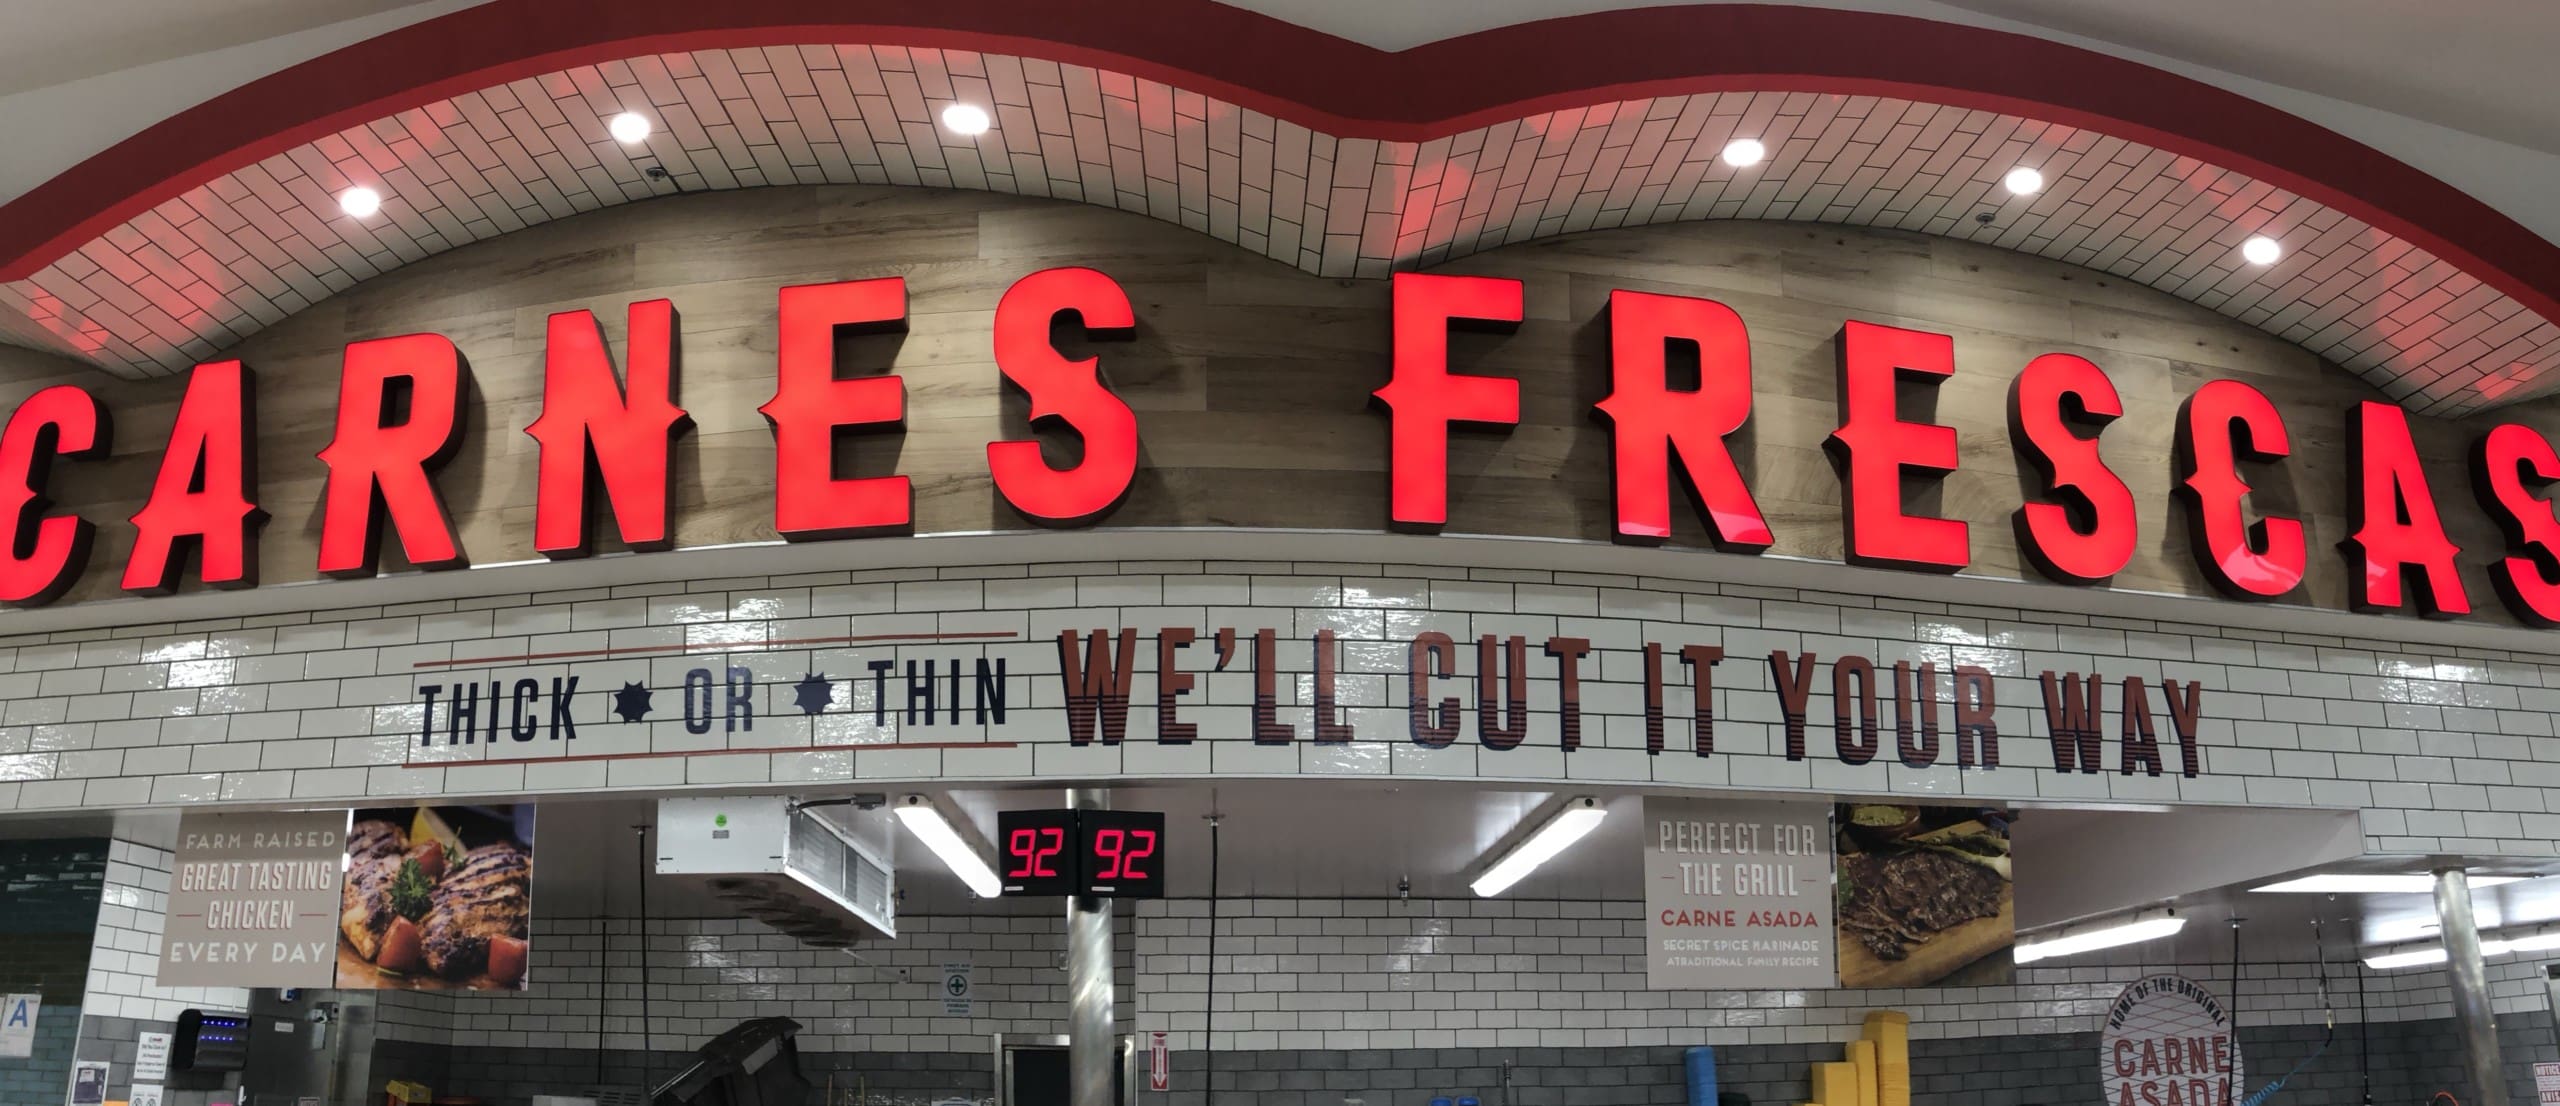 CARNES FRESCAS
THICK OR THIN WE'LL CUT IT YOUR WAY
FARM RAISED
GREAT TASTING
CHICKEN
EVERY DAY
92 92
PERFECT FOR
THE GRILL
CARNE ASADA
SECRET SPICE MARINADE
A TRADITIONAL FAMILY RECIPE
A
FIRE
HOME OF THE ORIGINAL
CARNE
ASADA
NOTICE